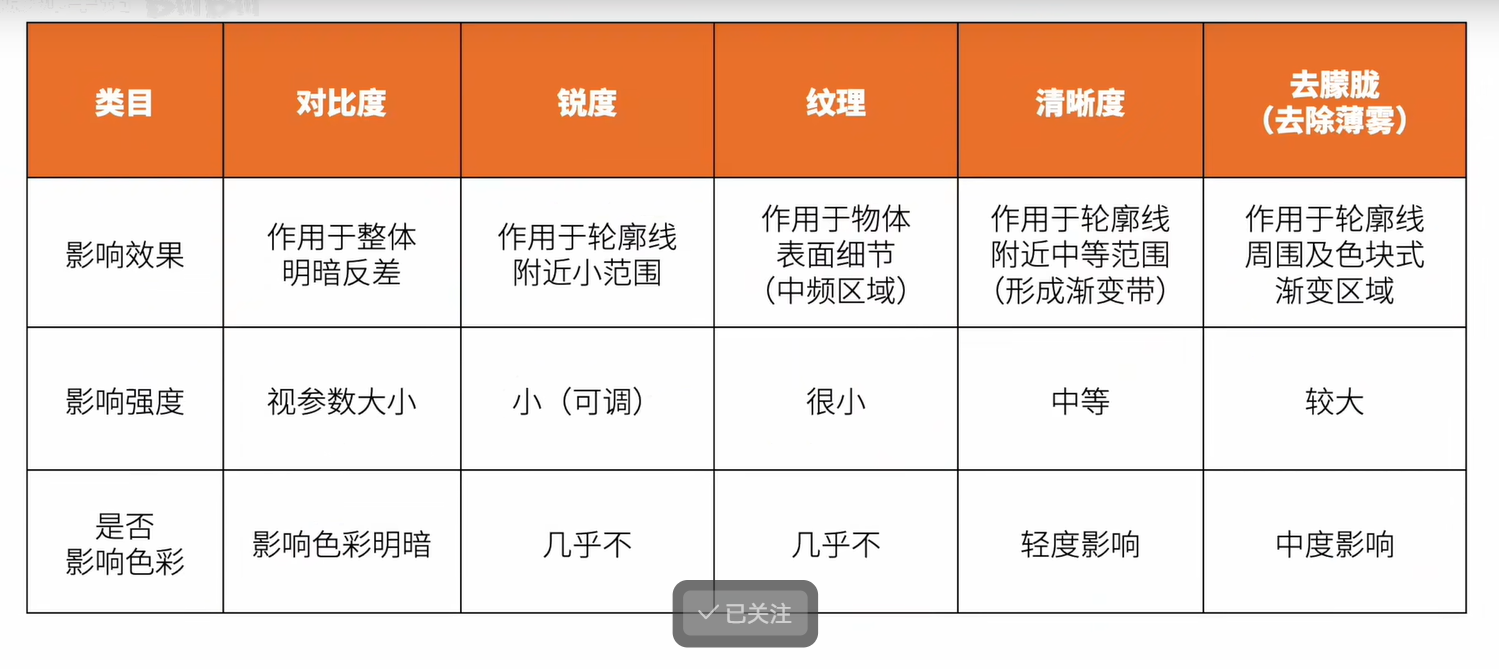 类目
对比度
锐度
纹理
清晰度
去朦胧
（去除薄雾）
影响效果
作用于整体
明暗反差
作用于轮廓线
附近小范围
作用于物体
表面细节
（中频区域）
作用于轮廓线
附近中等范围
（形成渐变带）
作用于轮廓线
周围及色块式
渐变区域
影响强度
视参数大小
小（可调）
很小
中等
较大
是否
影响色彩
影响色彩明暗
几乎不
几乎不
轻度影响
中度影响
已关注